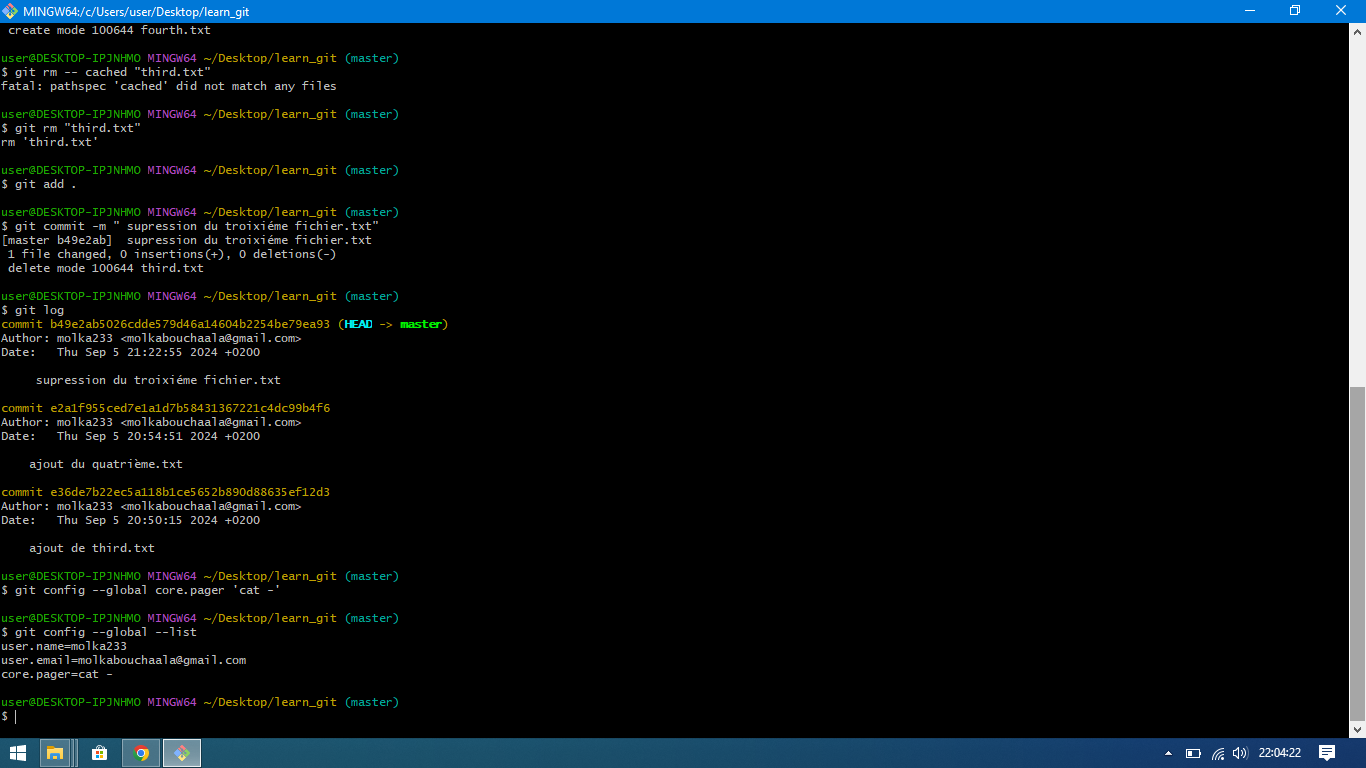 MINGW64:/c/Users/user/Desktop/learn_git
create mode 100644 fourth.txt
user@DESKTOP-IPJNHMO MINGW64 ~/Desktop/learn_git (master)
$ git rm -- cached "third.txt"
fatal: pathspec 'cached' did not match any files
user@DESKTOP-IPJNHMO MINGW64 ~/Desktop/learn_git (master)
$ git rm "third.txt"
rm 'third.txt'
user@DESKTOP-IPJNHMO MINGW64 ~/Desktop/learn_git (master)
$ git add .
user@DESKTOP-IPJNHMO MINGW64 ~/Desktop/learn_git (master)
$ git commit -m " supression du troixiéme fichier.txt"
[master b49e2ab]  supression du troixiéme fichier.txt
1 file changed, 0 insertions(+), 0 deletions(-)
delete mode 100644 third.txt
user@DESKTOP-IPJNHMO MINGW64 ~/Desktop/learn_git (master)
$ git log
commit b49e2ab5026cdde579d46a14604b2254be79ea93 (HEAD -> master)
Author: molka233 <molkabouchaala@gmail.com>
Date:   Thu Sep 5 21:22:55 2024 +0200
supression du troixiéme fichier.txt
commit e2a1f955ced7e1a1d7b58431367221c4dc99b4f6
Author: molka233 <molkabouchaala@gmail.com>
Date:   Thu Sep 5 20:54:51 2024 +0200
ajout du quatrième.txt
commit e36de7b22ec5a118b1ce5652b890d88635ef12d3
Author: molka233 <molkabouchaala@gmail.com>
Date:   Thu Sep 5 20:50:15 2024 +0200
ajout de third.txt
user@DESKTOP-IPJNHMO MINGW64 ~/Desktop/learn_git (master)
$ git config --global core.pager 'cat -'
user@DESKTOP-IPJNHMO MINGW64 ~/Desktop/learn_git (master)
$ git config --global --list
user.name=molka233
user.email=molkabouchaala@gmail.com
core.pager=cat -
user@DESKTOP-IPJNHMO MINGW64 ~/Desktop/learn_git (master)
$
22:04:22